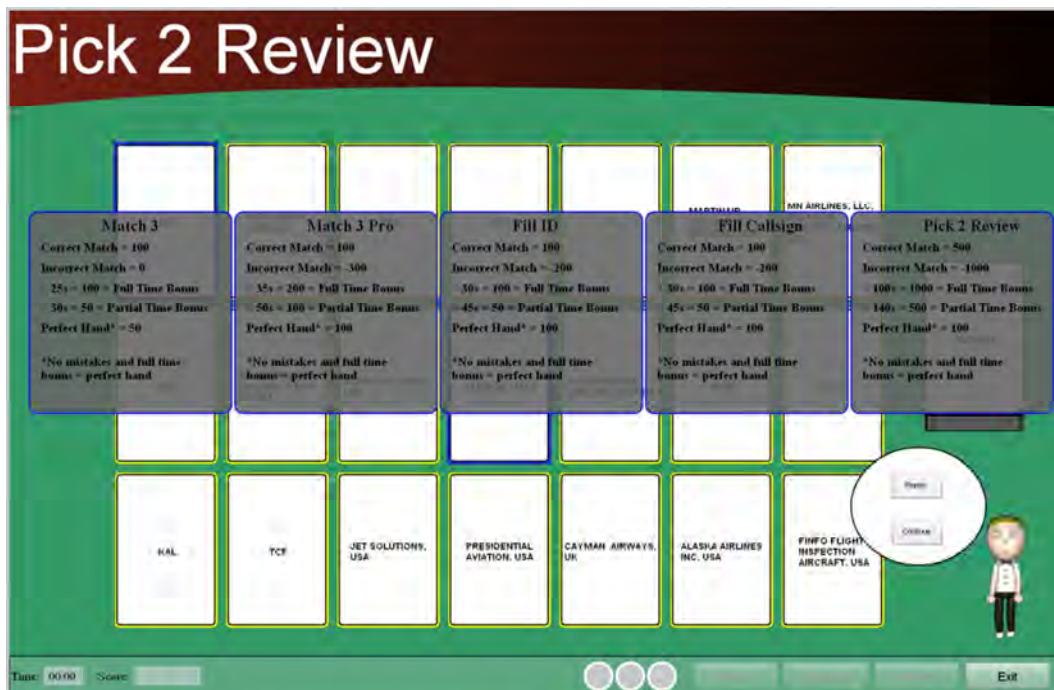 Pick 2 Review
MN AIRLINES, LLC.
Match 3
Correct Match = 100
Incorrect Match = 0
25s = 100 = Full Time Bonus
30s = 50 = Partial Time Bonus
Perfect Hand* = 50
*No mistakes and full time
bonus = perfect hand
Match 3 Pro
Correct Match = 100
Incorrect Match = -300
35s = 200 = Full Time Bonus
50s = 100 = Partial Time Bonus
Perfect Hand* = 100
*No mistakes and full time
bonus = perfect hand
Fill ID
Correct Match = 100
Incorrect Match = -200
30s = 100 = Full Time Bonus
45s = 50 = Partial Time Bonus
Perfect Hand* = 100
*No mistakes and full time
bonus = perfect hand
Fill Callsign
Correct Match = 100
Incorrect Match = -200
30s = 100 = Full Time Bonus
45s = 50 = Partial Time Bonus
Perfect Hand* = 100
*No mistakes and full time
bonus = perfect hand
Pick 2 Review
Correct Match = 500
Incorrect Match = -1000
100s = 1000 = Full Time Bonus
140s = 500 = Partial Time Bonus
Perfect Hand* = 100
*No mistakes and full time
bonus = perfect hand
KAL
TCF
JET SOLUTIONS,
USA
PRESIDENTIAL
AVIATION, USA
CAYMAN AIRWAYS,
UK
ALASKA AIRLINES
INC, USA
FINFO FLIGHT
INSPECTION
AIRCRAFT, USA
Continue
Time: 00:00 Score:
Exit